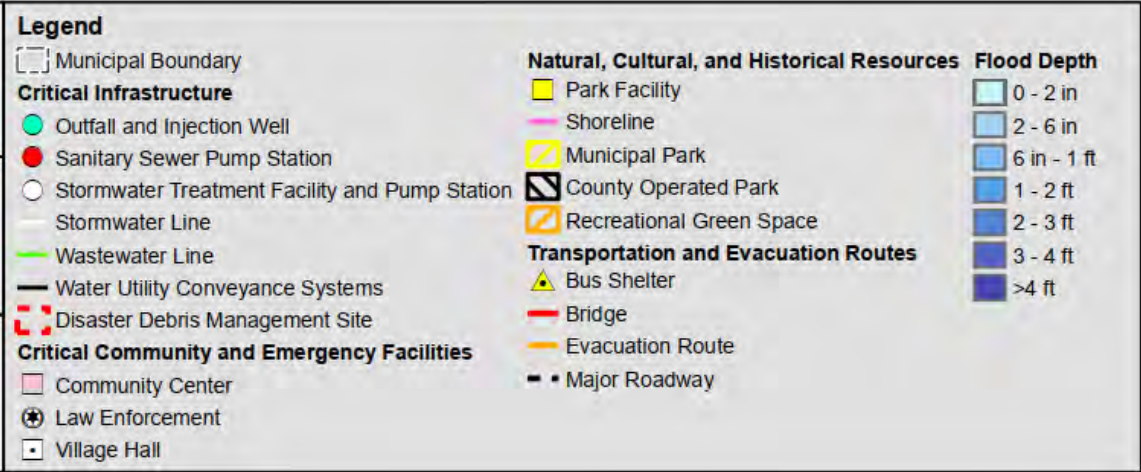 Legend
Municipal Boundary
Critical Infrastructure
Outfall and Injection Well
Sanitary Sewer Pump Station
Stormwater Treatment Facility and Pump Station
Stormwater Line
Wastewater Line
Water Utility Conveyance Systems
Disaster Debris Management Site
Critical Community and Emergency Facilities
Community Center
Law Enforcement
Village Hall
Natural, Cultural, and Historical Resources
Park Facility
Shoreline
Municipal Park
County Operated Park
Recreational Green Space
Transportation and Evacuation Routes
Bus Shelter
Bridge
Evacuation Route
Major Roadway
Flood Depth
0 - 2 in
2 - 6 in
6 in - 1 ft
1 - 2 ft
2 - 3 ft
3 - 4 ft
>4 ft